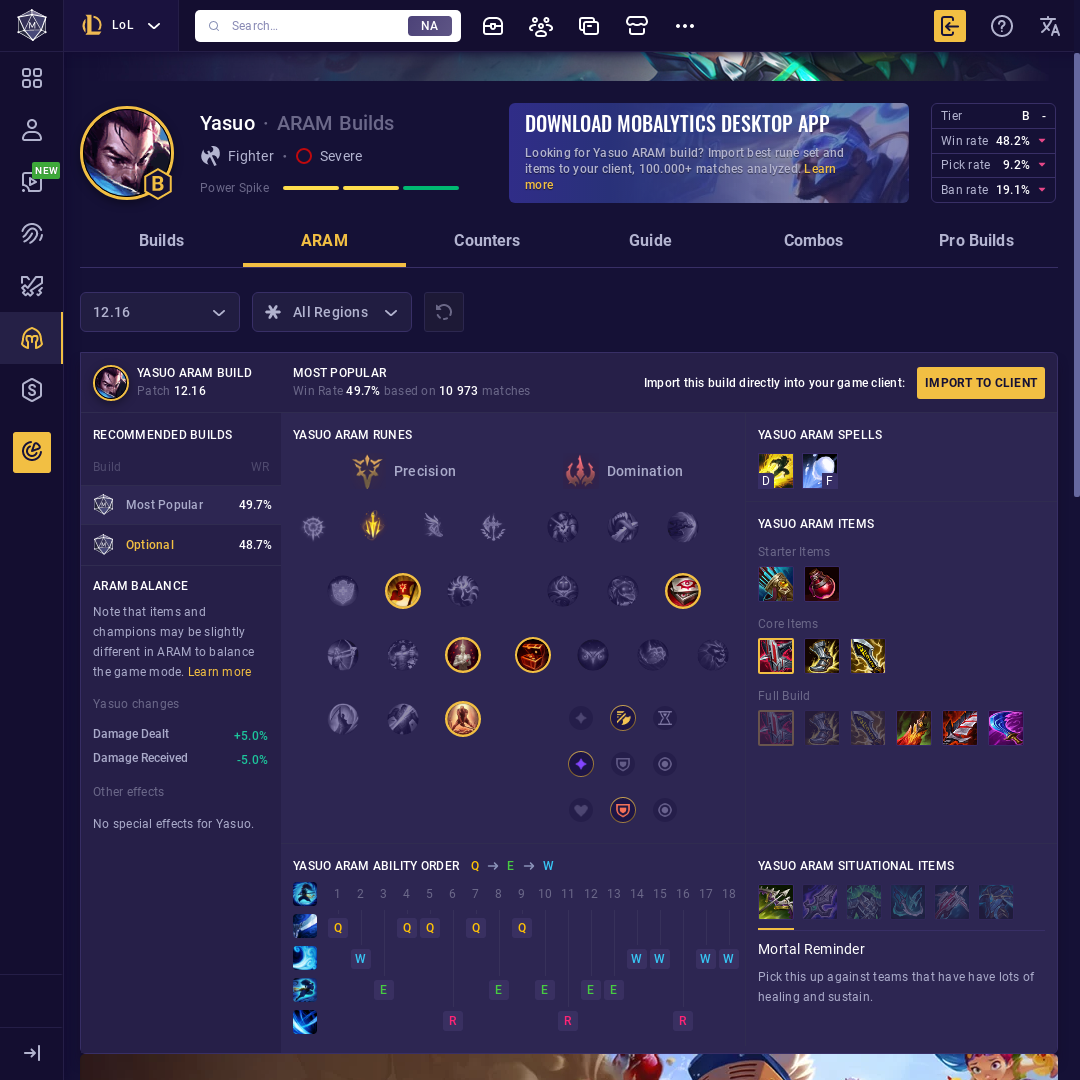 LoL
Search...
NA
NEW
Yasuo · ARAM Builds
Fighter • Severe
Power Spike
B
DOWNLOAD MOBALYTICS DESKTOP APP
Looking for Yasuo ARAM build? Import best rune set and
items to your client, 100.000+ matches analyzed. Learn
more
Tier B -
Win rate 48.2%
Pick rate 9.2%
Ban rate 19.1%
Builds ARAM Counters Guide Combos Pro Builds
12.16
All Regions
YASUO ARAM BUILD
Patch 12.16
MOST POPULAR
Win Rate 49.7% based on 10 973 matches
Import this build directly into your game client:
IMPORT TO CLIENT
RECOMMENDED BUILDS
Build WR
Most Popular 49.7%
Optional 48.7%
ARAM BALANCE
Note that items and
champions may be slightly
different in ARAM to balance
the game mode. Learn more
Yasuo changes
Damage Dealt +5.0%
Damage Received -5.0%
Other effects
No special effects for Yasuo.
YASUO ARAM RUNES
Precision
Domination
YASUO ARAM SPELLS
D F
YASUO ARAM ITEMS
Starter Items
Core Items
Full Build
YASUO ARAM ABILITY ORDER Q → E → W
1 2 3 4 5 6 7 8 9 10 11 12 13 14 15 16 17 18
Q Q Q Q Q
W W W W W
E E E E E
R R R
YASUO ARAM SITUATIONAL ITEMS
Mortal Reminder
Pick this up against teams that have have lots of
healing and sustain.